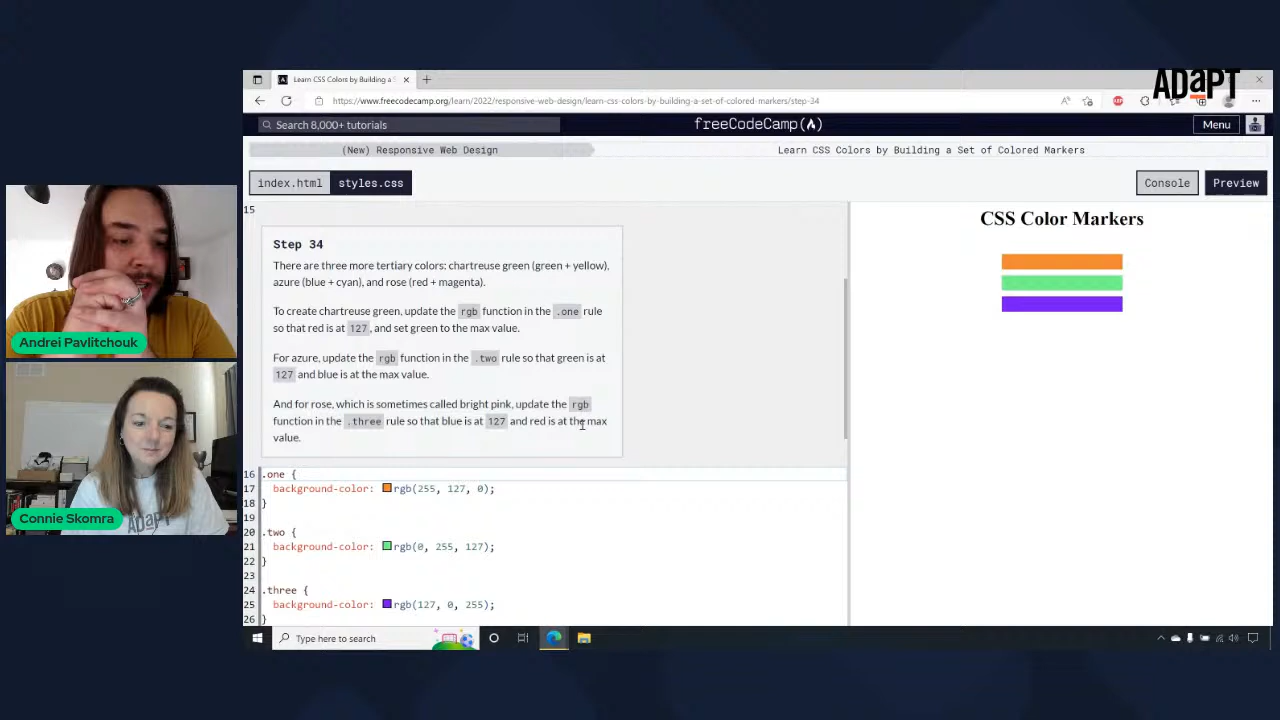 ADAPT
Learn CSS Colors by Building a S
https://www.freecodecamp.org/learn/2022/responsive-web-design/learn-css-colors-by-building-a-set-of-colored-markers/step-34
Search 8,000+ tutorials
freeCodeCamp
Menu
(New) Responsive Web Design
Learn CSS Colors by Building a Set of Colored Markers
index.html
styles.css
Console
Preview
15
CSS Color Markers
Step 34
There are three more tertiary colors: chartreuse green (green + yellow),
azure (blue + cyan), and rose (red + magenta).
To create chartreuse green, update the rgb function in the .one rule
so that red is at 127, and set green to the max value.
For azure, update the rgb function in the .two rule so that green is at
127 and blue is at the max value.
And for rose, which is sometimes called bright pink, update the rgb
function in the .three rule so that blue is at 127 and red is at the max
value.
16 .one {
17 background-color: rgb(255, 127, 0);
18 }
19
20 .two {
21 background-color: rgb(0, 255, 127);
22 }
23
24 .three {
25 background-color: rgb(127, 0, 255);
26 }
Type here to search
Andrei Pavlitchouk
ADAPT
Connie Skomra